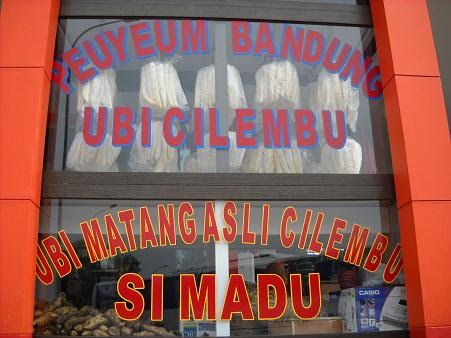 PEUYEUM BANDUNG
UBI CILEMBU
UBI MATANG ASLI CILEMBU
SI MADU
CASIO